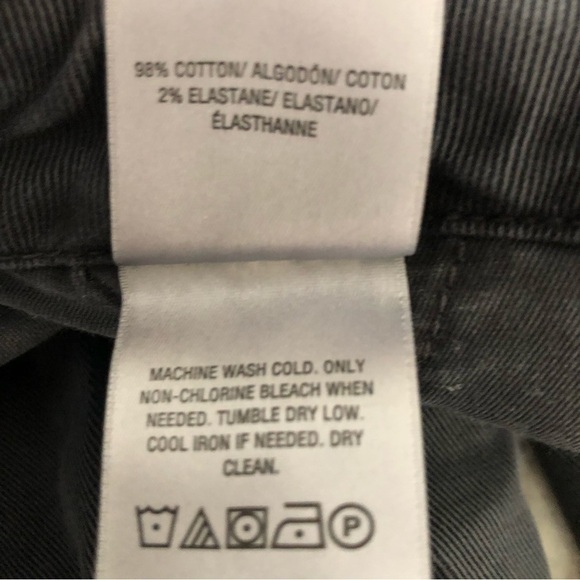 98% COTTON/ ALGODÓN/ COTON
2% ELASTANE/ ELASTANO/
ÉLASTHANNE
MACHINE WASH COLD. ONLY
NON-CHLORINE BLEACH WHEN
NEEDED. TUMBLE DRY LOW.
COOL IRON IF NEEDED. DRY
CLEAN.
P